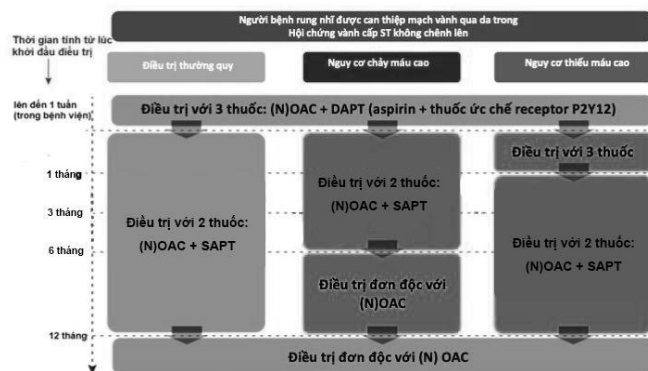 Người bệnh rung nhĩ được can thiệp mạch vành qua da trong
Hội chứng vành cấp ST không chênh lên
Thời gian tính từ lúc
khởi đầu điều trị
Điều trị thường quy
Nguy cơ chảy máu cao
Nguy cơ thiếu máu cao
lên đến 1 tuần
(trong bệnh viện)
Điều trị với 3 thuốc: (N)OAC + DAPT (aspirin + thuốc ức chế receptor P2Y12)
Điều trị với 3 thuốc
1 tháng
Điều trị với 2 thuốc:
(N)OAC + SAPT
3 tháng
Điều trị với 2 thuốc:
(N)OAC + SAPT
6 tháng
Điều trị với 2 thuốc:
(N)OAC + SAPT
Điều trị đơn độc với
(N)OAC
12 tháng
Điều trị đơn độc với (N) OAC